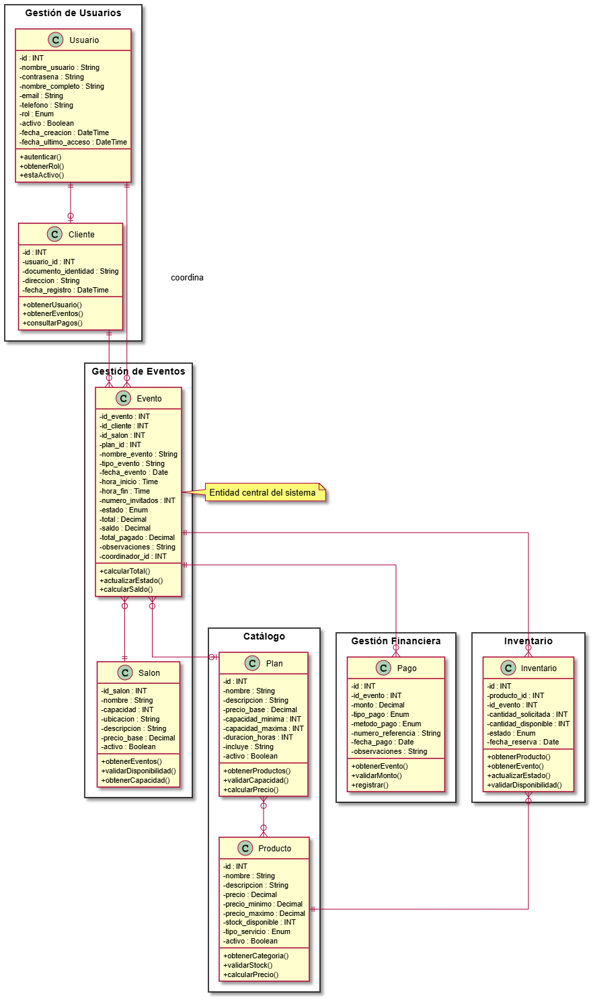 Gestión de Usuarios
C Usuario
-id : INT
-nombre_usuario : String
-contrasena : String
-nombre_completo : String
-email : String
-telefono : String
-rol : Enum
-activo : Boolean
-fecha_creacion : DateTime
-fecha_ultimo_acceso : DateTime
+autenticar()
+obtenerRol()
+estaActivo()
C Cliente
-id : INT
-usuario_id : INT
-documento_identidad : String
-direccion : String
-fecha_registro : DateTime
+obtenerUsuario()
+obtenerEventos()
+consultarPagos()
coordina
Gestión de Eventos
C Evento
-id_evento : INT
-id_cliente : INT
-id_salon : INT
-plan_id : INT
-nombre_evento : String
-tipo_evento : String
-fecha_evento : Date
-hora_inicio : Time
-hora_fin : Time
-numero_invitados : INT
-estado : Enum
-total : Decimal
-saldo : Decimal
-total_pagado : Decimal
-observaciones : String
-coordinador_id : INT
+calcularTotal()
+actualizarEstado()
+calcularSaldo()
Entidad central del sistema
C Salon
-id_salon : INT
-nombre : String
-capacidad : INT
-ubicacion : String
-descripcion : String
-precio_base : Decimal
-activo : Boolean
+obtenerEventos()
+validarDisponibilidad()
+obtenerCapacidad()
Catálogo
C Plan
-id : INT
-nombre : String
-descripcion : String
-precio_base : Decimal
-capacidad_minima : INT
-capacidad_maxima : INT
-duracion_horas : INT
-incluye : String
-activo : Boolean
+obtenerProductos()
+validarCapacidad()
+calcularPrecio()
C Producto
-id : INT
-nombre : String
-descripcion : String
-precio : Decimal
-precio_minimo : Decimal
-precio_maximo : Decimal
-stock_disponible : INT
-tipo_servicio : Enum
-activo : Boolean
+obtenerCategoria()
+validarStock()
+calcularPrecio()
Gestión Financiera
C Pago
-id : INT
-id_evento : INT
-monto : Decimal
-tipo_pago : Enum
-metodo_pago : Enum
-numero_referencia : String
-fecha_pago : Date
-observaciones : String
+obtenerEvento()
+validarMonto()
+registrar()
Inventario
C Inventario
-id : INT
-producto_id : INT
-id_evento : INT
-cantidad_solicitada : INT
-cantidad_disponible : INT
-estado : Enum
-fecha_reserva : Date
+obtenerProducto()
+obtenerEvento()
+actualizarEstado()
+validarDisponibilidad()